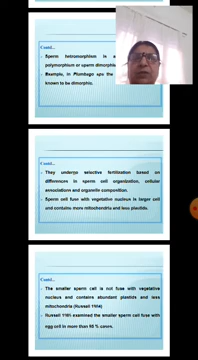 Contd...
Sperm hetromorphism is
polymorphism or sperm dimorphic
Example, in Plumbago spe the
known to be dimorphic.
Contd...
They undergo selective fertilization based on
differences in sperm cell organization, cellular
associations and organelle composition.
Sperm cell fuse with vegetative nucleus is larger cell
and contains more mitochondria and less plastids.
Contd...
The smaller sperm cell is not fuse with vegetative
nucleus and contains abundant plastids and less
mitochondria (Russell 1984)
Russell 1985 examined the smaller sperm cell fuse with
egg cell in more than cases.